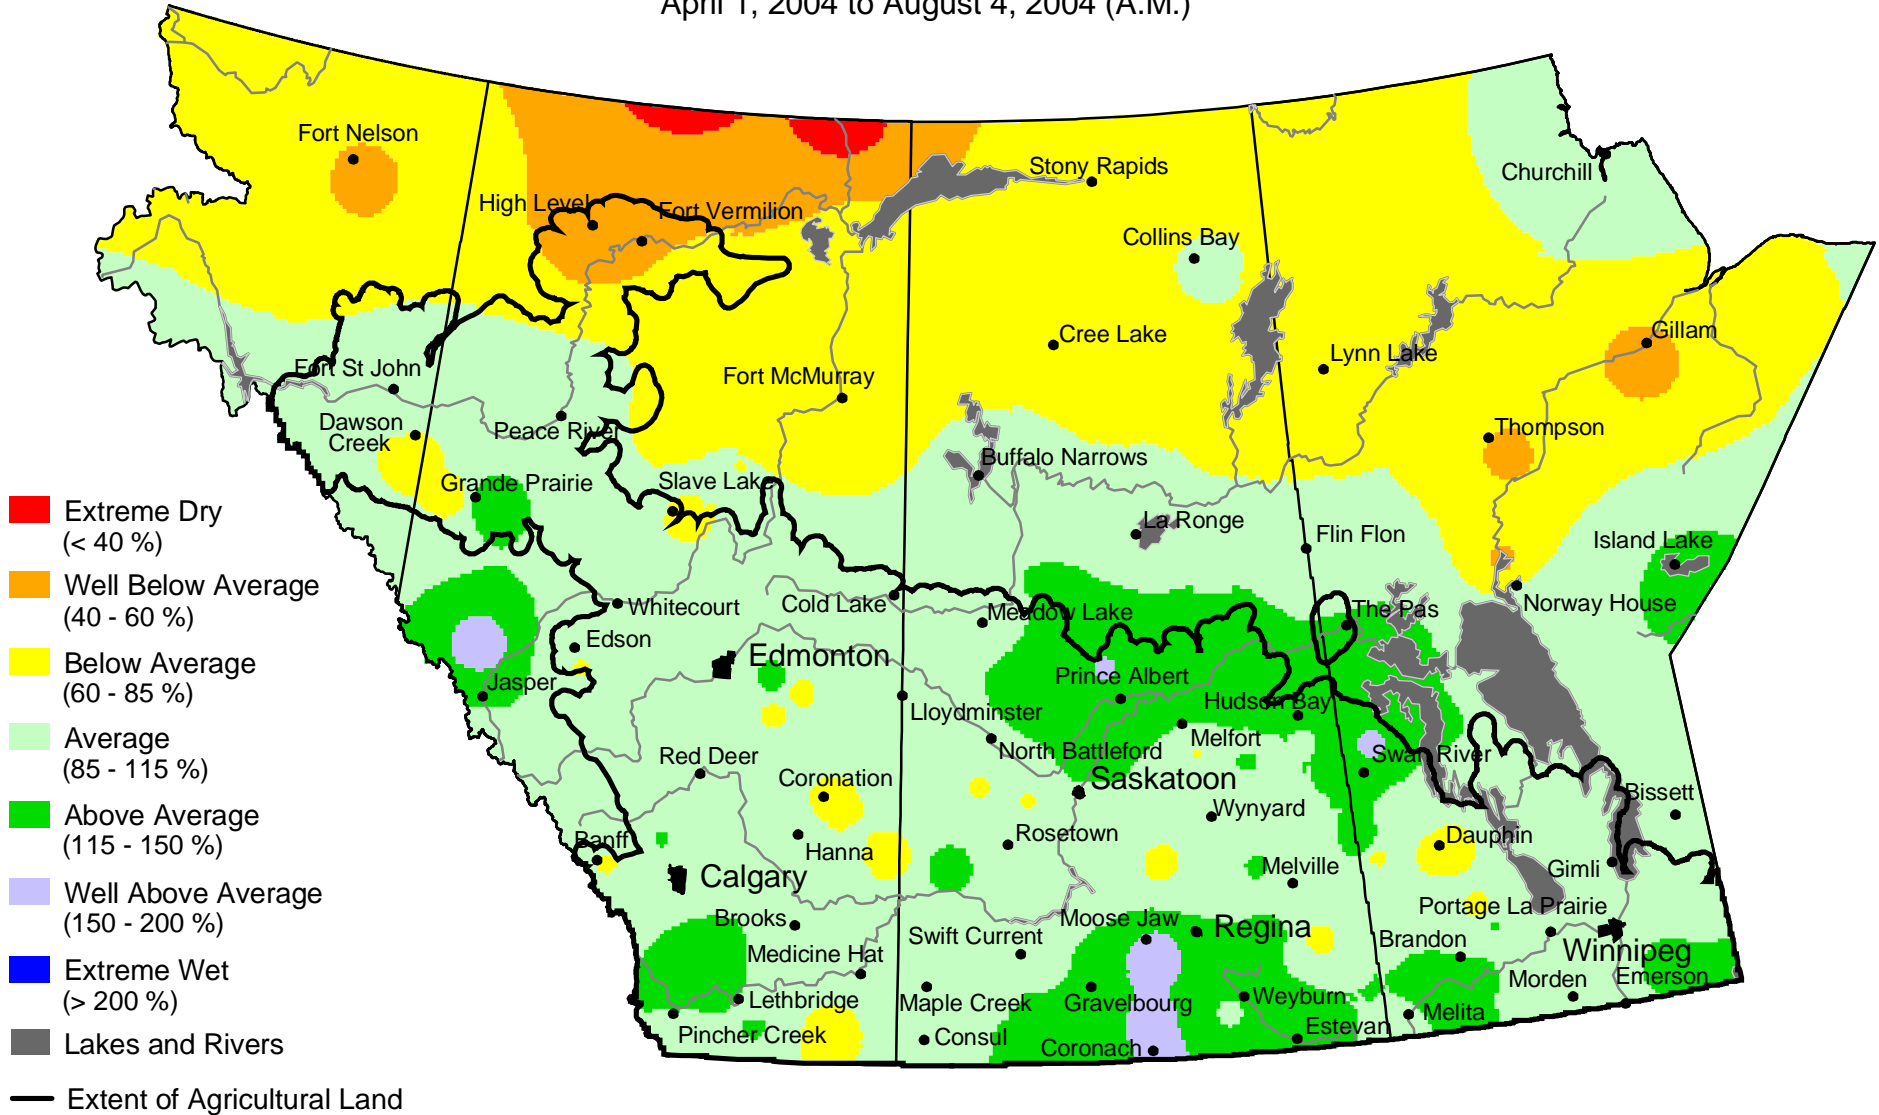 April 1, 2004 to August 4, 2004 (A.M.)
Fort Nelson
Churchill
Stony Rapids
High Level
Fort Vermilion
Collins Bay
Gillam
Cree Lake
Lynn Lake
Fort St John
Fort McMurray
Dawson
Creek
Peace River
Thompson
Buffalo Narrows
Grande Prairie
Slave Lake
La Ronge
Flin Flon
Island Lake
Whitecourt
Cold Lake
Meadow Lake
The Pas
Norway House
Edson
Edmonton
Jasper
Prince Albert
Hudson Bay
Lloydminster
North Battleford
Melfort
Red Deer
Coronation
Saskatoon
Swan River
Bissett
Wynyard
Banff
Hanna
Rosetown
Dauphin
Calgary
Melville
Gimli
Brooks
Moose Jaw
Regina
Portage La Prairie
Medicine Hat
Swift Current
Brandon
Winnipeg
Lethbridge
Maple Creek
Gravelbourg
Weyburn
Morden
Emerson
Pincher Creek
Consul
Coronach
Estevan
Melita
Extreme Dry
(< 40 %)
Well Below Average
(40 - 60 %)
Below Average
(60 - 85 %)
Average
(85 - 115 %)
Above Average
(115 - 150 %)
Well Above Average
(150 - 200 %)
Extreme Wet
(> 200 %)
Lakes and Rivers
Extent of Agricultural Land